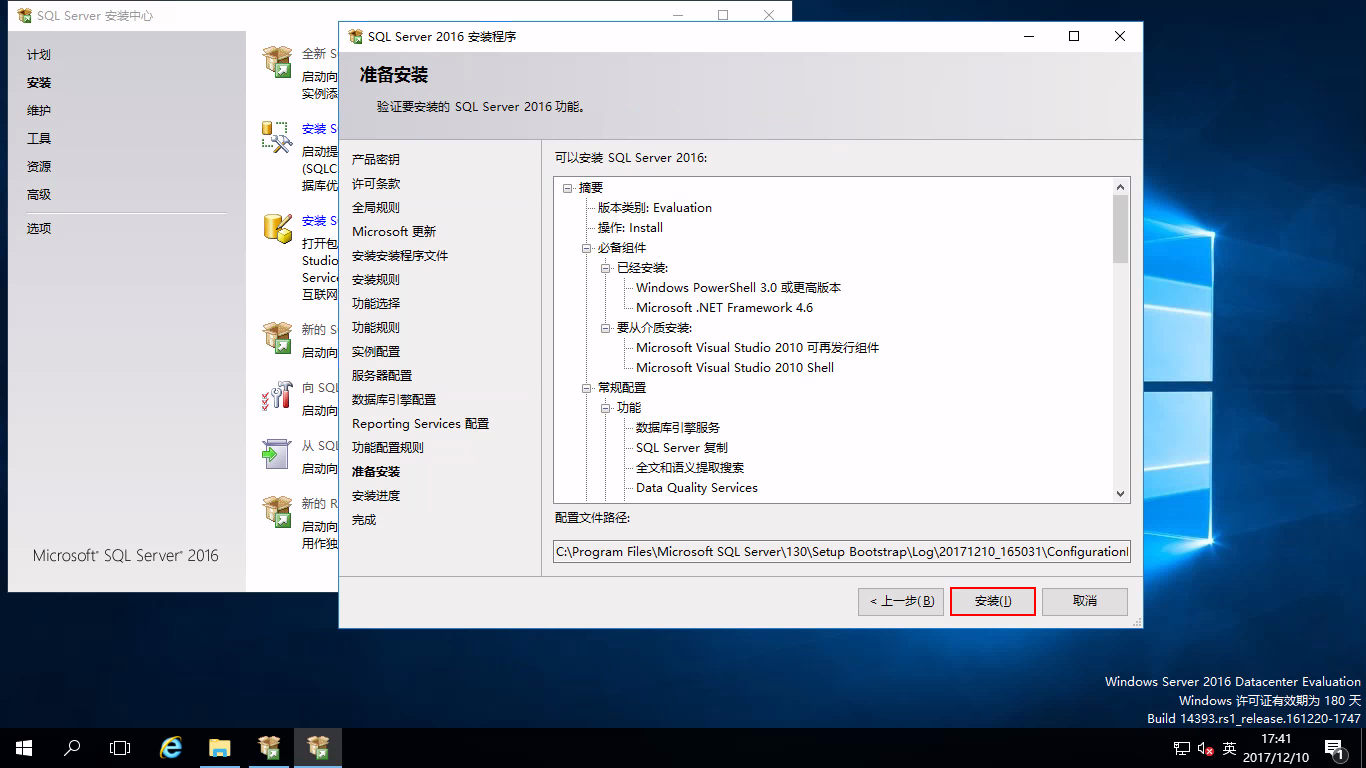 SQL Server 安装中心
计划
安装
维护
工具
资源
高级
选项
Microsoft® SQL Server® 2016
全新 S
启动向
实例添
安装 S
启动提
(SQLC
据库优
安装 S
打开包
Studio
Service
互联网
新的 S
启动向
向 SQL
启动向
从 SQL
启动向
新的 R
启动向
用作独
SQL Server 2016 安装程序
准备安装
验证要安装的 SQL Server 2016 功能。
产品密钥
许可条款
全局规则
Microsoft 更新
安装安装程序文件
安装规则
功能选择
功能规则
实例配置
服务器配置
数据库引擎配置
Reporting Services 配置
功能配置规则
准备安装
安装进度
完成
可以安装 SQL Server 2016:
摘要
版本类别: Evaluation
操作: Install
必备组件
已经安装:
Windows PowerShell 3.0 或更高版本
Microsoft .NET Framework 4.6
要从介质安装:
Microsoft Visual Studio 2010 可再发行组件
Microsoft Visual Studio 2010 Shell
常规配置
功能
数据库引擎服务
SQL Server 复制
全文和语义提取搜索
Data Quality Services
配置文件路径:
C:\Program Files\Microsoft SQL Server\130\Setup Bootstrap\Log\20171210_165031\Configuration
< 上一步(B)
安装(I)
取消
Windows Server 2016 Datacenter Evaluation
Windows 许可证有效期为 180 天
Build 14393.rs1_release.161220-1747
英
17:41
2017/12/10
1